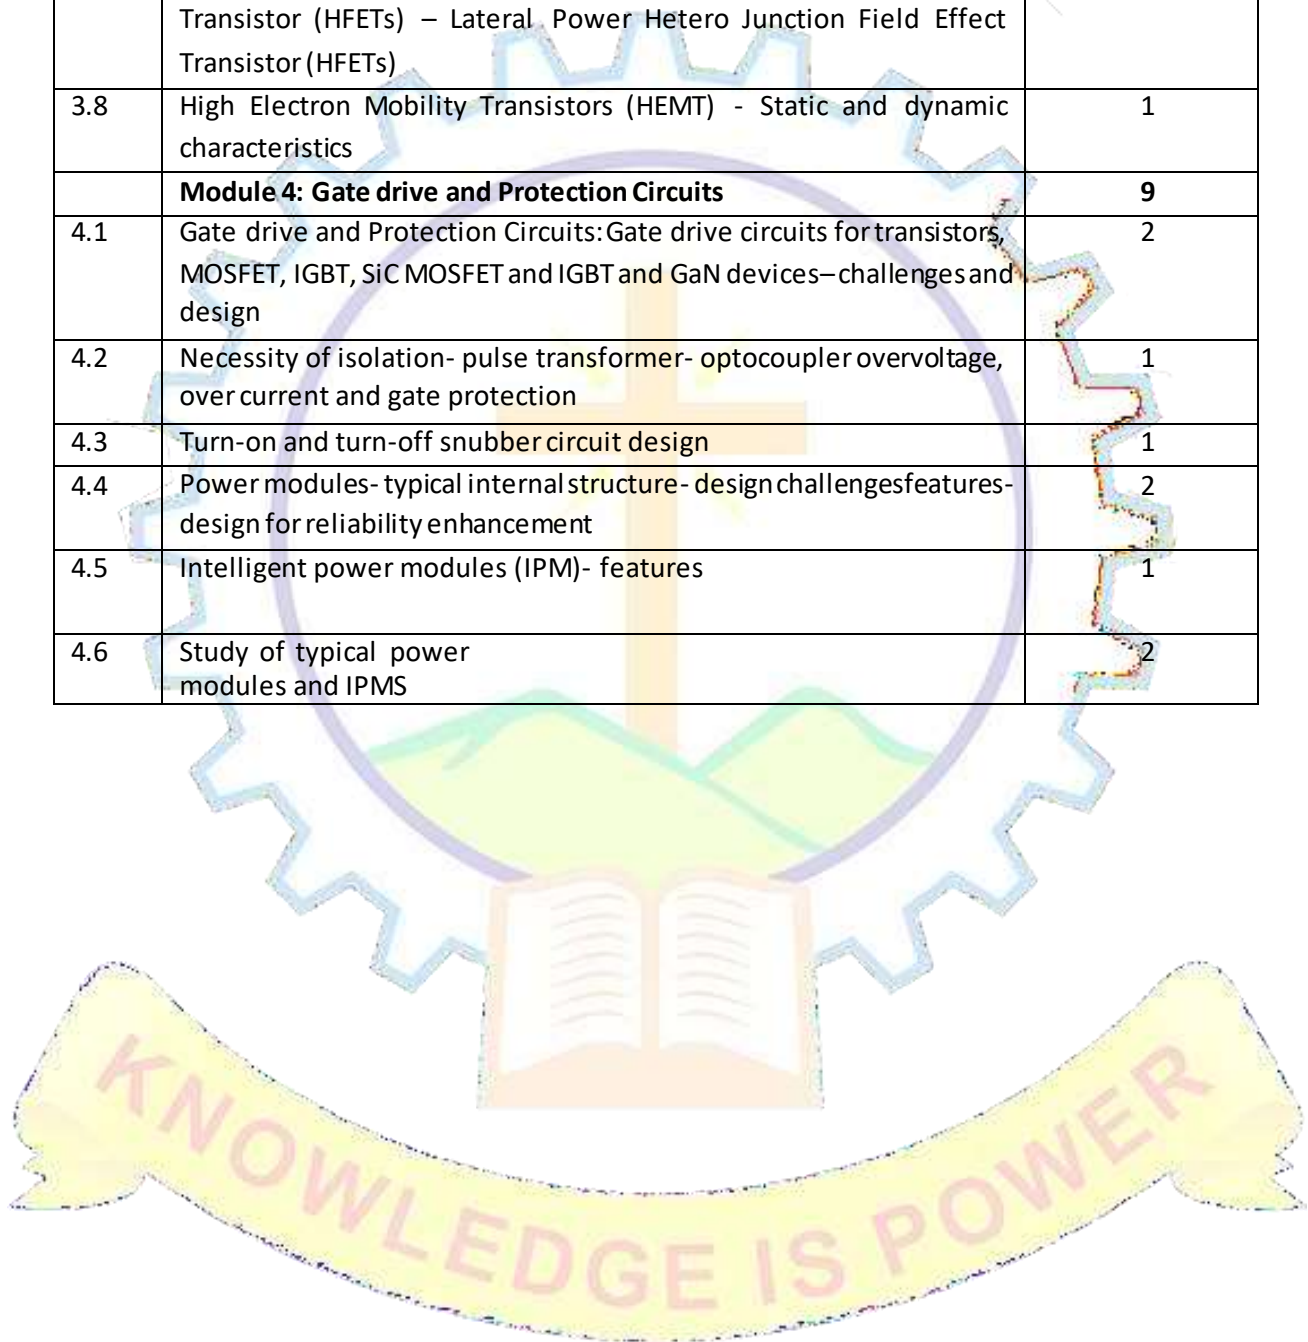 Transistor (HFETs) – Lateral Power Hetero Junction Field Effect
Transistor (HFETs)
3.8 High Electron Mobility Transistors (HEMT) - Static and dynamic 1
characteristics
Module 4: Gate drive and Protection Circuits 9
4.1 Gate drive and Protection Circuits: Gate drive circuits for transistors, 2
MOSFET, IGBT, SiC MOSFET and IGBT and GaN devices– challenges and
design
4.2 Necessity of isolation- pulse transformer- optocoupler overvoltage, 1
over current and gate protection
4.3 Turn-on and turn-off snubber circuit design 1
4.4 Power modules- typical internal structure- design challengesfeatures- 2
design for reliability enhancement
4.5 Intelligent power modules (IPM)- features 1
4.6 Study of typical power 2
modules and IPMS
KNOWLEDGE IS POWER